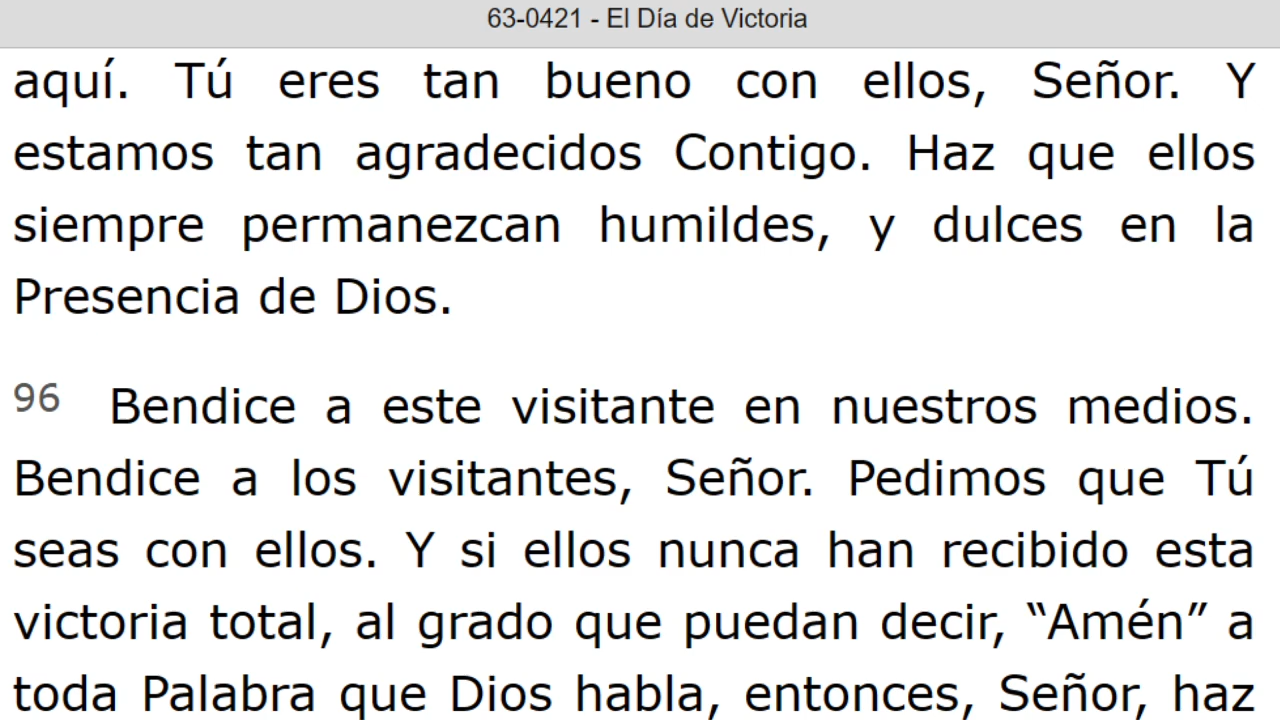 63-0421 - El Día de Victoria
aquí. Tú eres tan bueno con ellos, Señor. Y
estamos tan agradecidos Contigo. Haz que ellos
siempre permanezcan humildes, y dulces en la
Presencia de Dios.
96 Bendice a este visitante en nuestros medios.
Bendice a los visitantes, Señor. Pedimos que Tú
seas con ellos. Y si ellos nunca han recibido esta
victoria total, al grado que puedan decir, “Amén” a
toda Palabra que Dios habla, entonces, Señor, haz